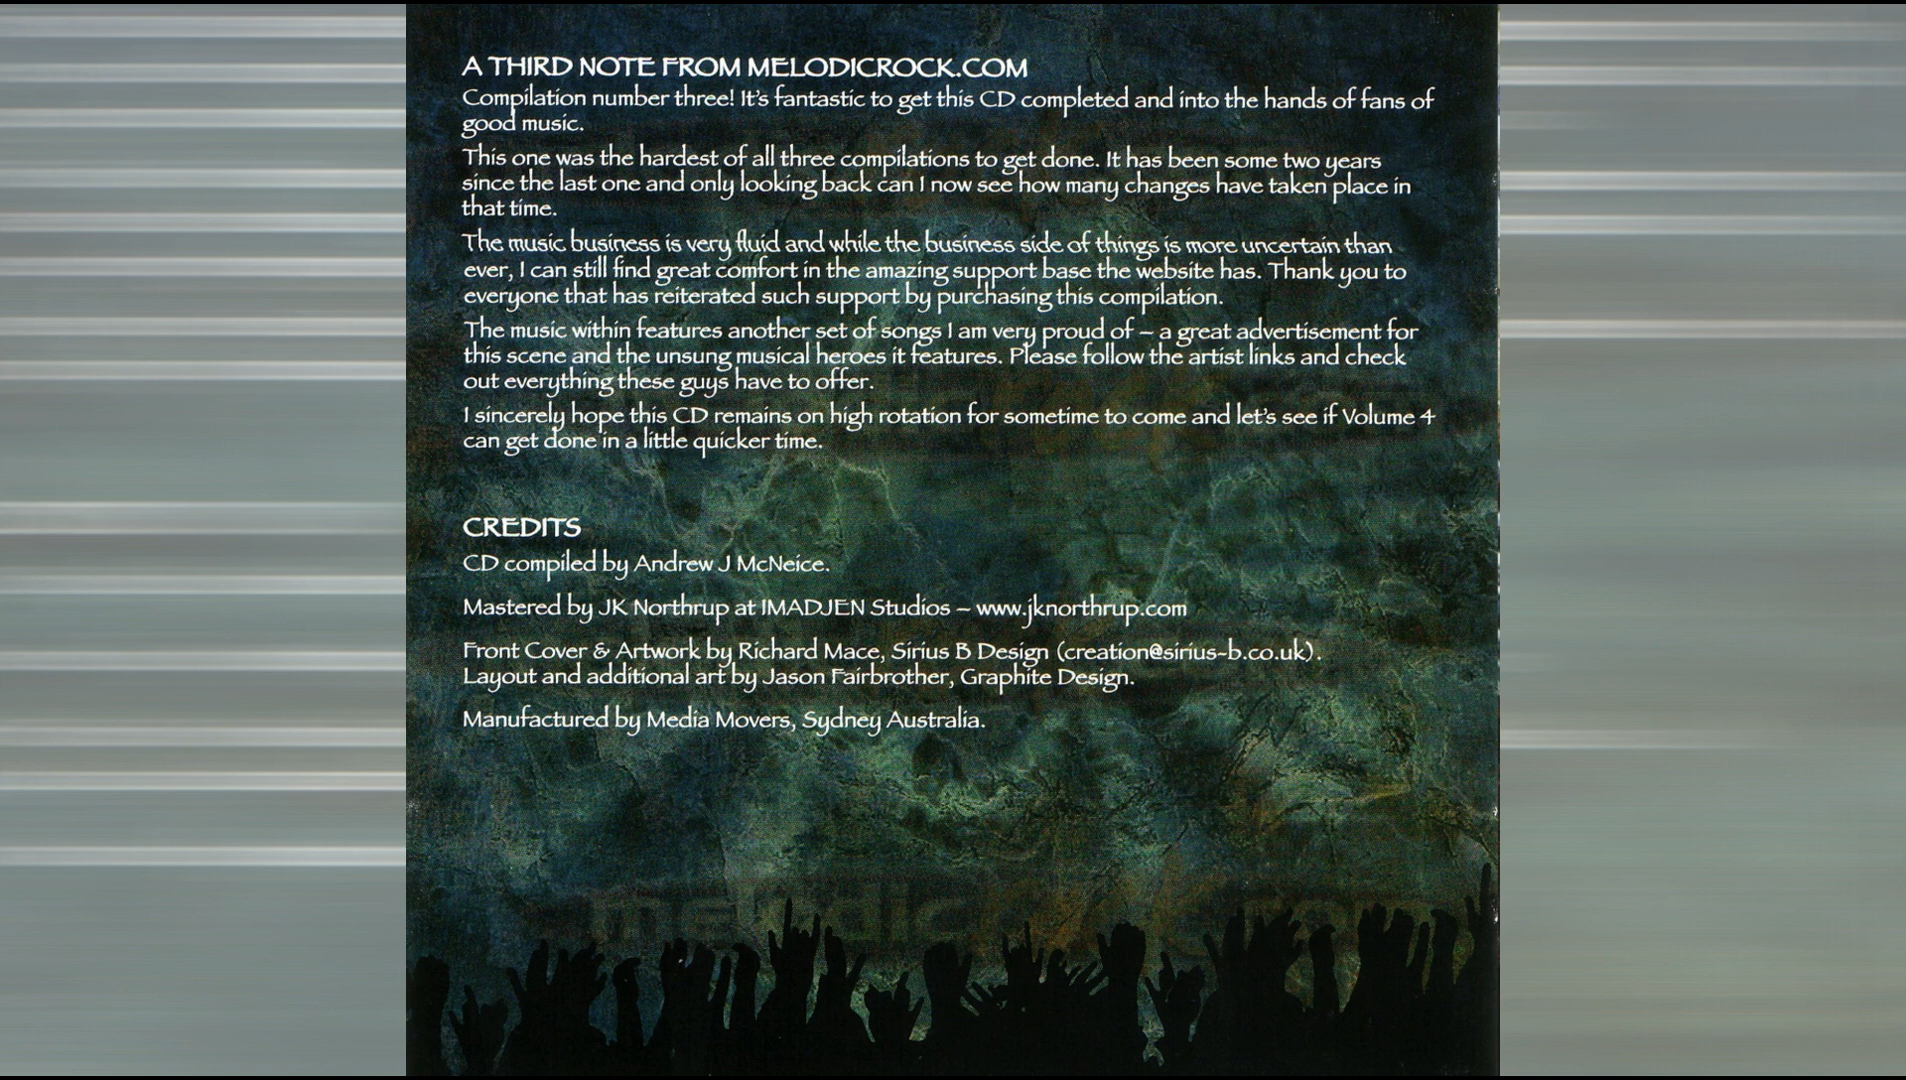 A THIRD NOTE FROM MELODICROCK.COM
Compilation number three! It's fantastic to get this CD completed and into the hands of fans of
good music.
This one was the hardest of all three compilations to get done. It has been some two years
since the last one and only looking back can I now see how many changes have taken place in
that time.
The music business is very fluid and while the business side of things is more uncertain than
ever, I can still find great comfort in the amazing support base the website has. Thank you to
everyone that has reiterated such support by purchasing this compilation.
The music within features another set of songs I am very proud of – a great advertisement for
this scene and the unsung musical heroes it features. Please follow the artist links and check
out everything these guys have to offer.
I sincerely hope this CD remains on high rotation for sometime to come and let's see if Volume 4
can get done in a little quicker time.
CREDITS
CD compiled by Andrew J McNeice.
Mastered by JK Northrup at IMADJEN Studios – www.jknorthrup.com
Front Cover & Artwork by Richard Mace, Sirius B Design (creation@sirius-b.co.uk).
Layout and additional art by Jason Fairbrother, Graphite Design.
Manufactured by Media Movers, Sydney Australia.